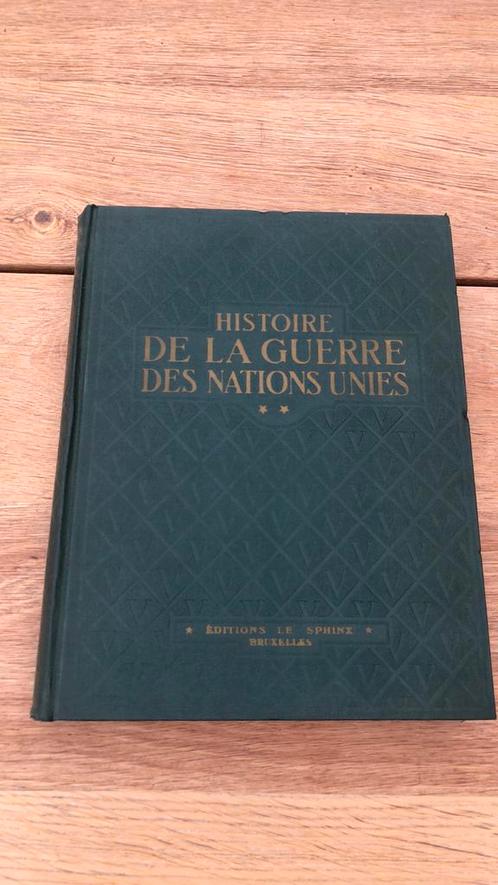 HISTOIRE
DE LA GUERRE
DES NATIONS UNIES
★ ★
★ ÉDITIONS LE SPHINX ★
BRUXELLES